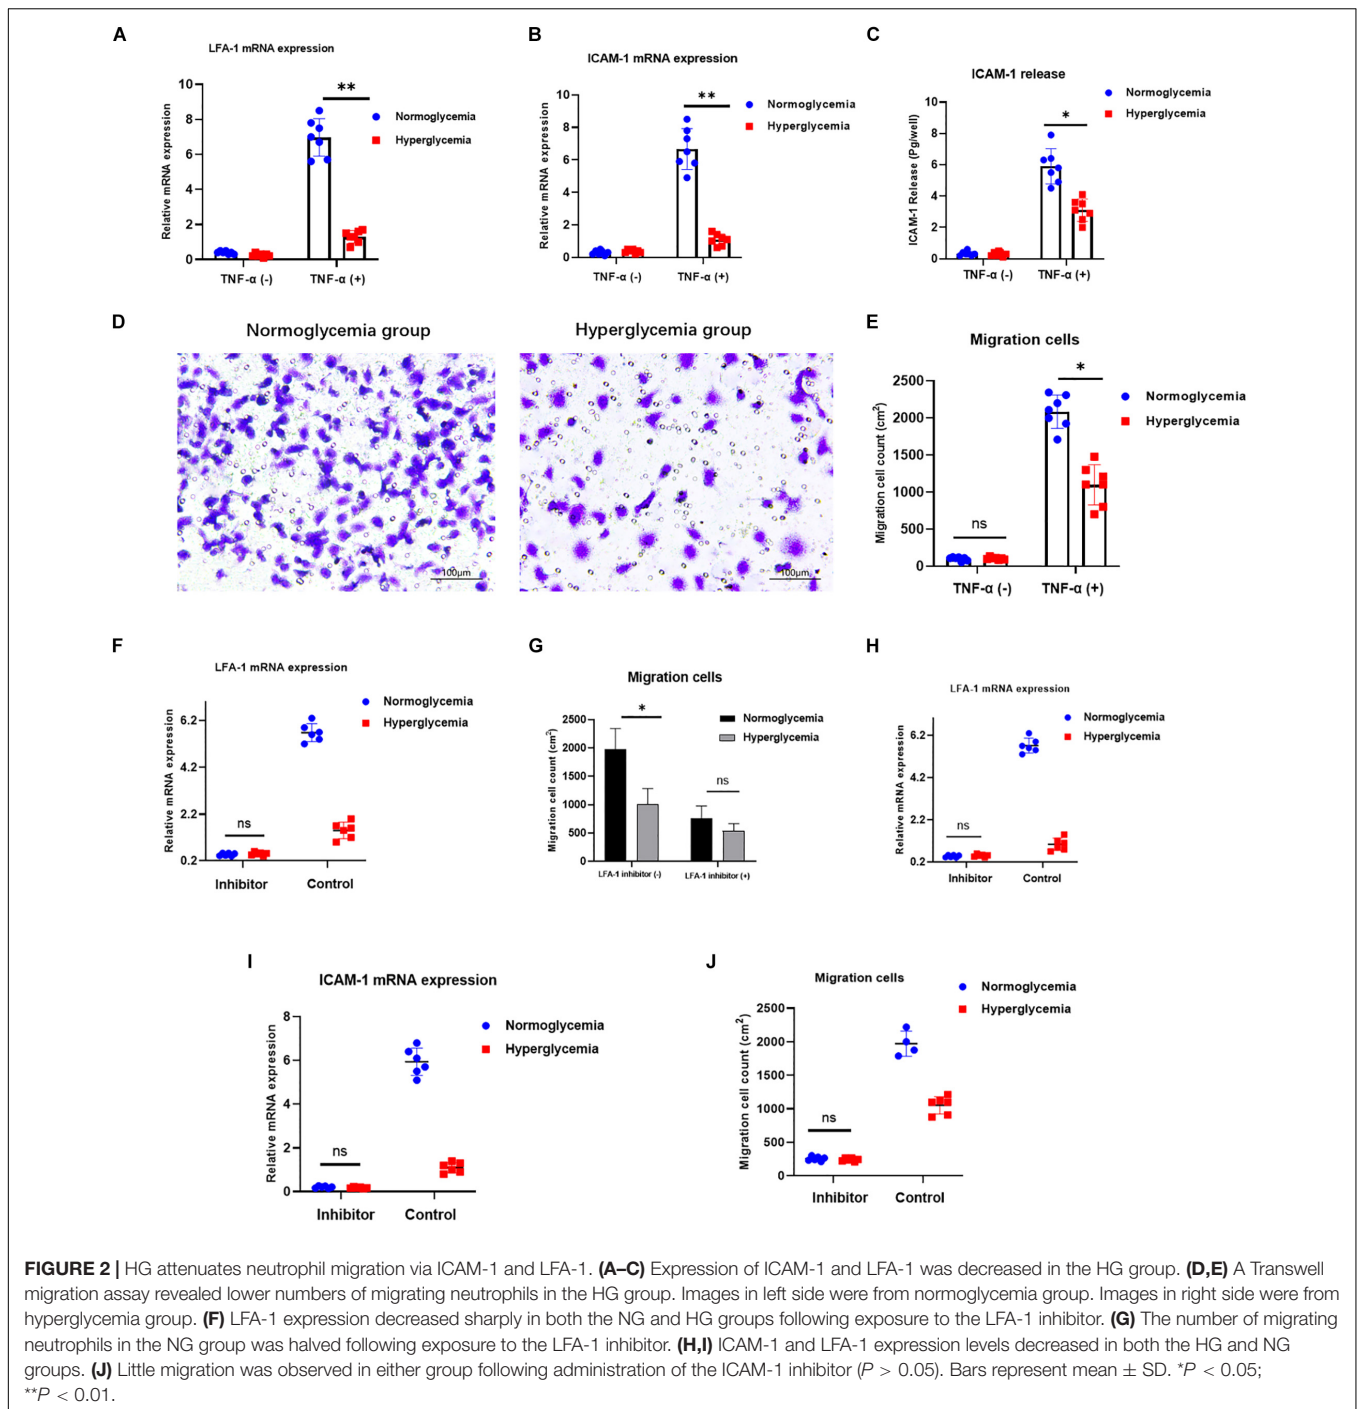 A
LFA-1 mRNA expression
Relative mRNA expression
10
8
6
4
2
0
**
Normoglycemia
Hyperglycemia
TNF-α (-)
TNF-α (+)
B
ICAM-1 mRNA expression
Relative mRNA expression
10
8
6
4
2
0
**
Normoglycemia
Hyperglycemia
TNF-α (-)
TNF-α (+)
C
ICAM-1 release
ICAM-1 Release (Pg/well)
10
8
6
4
2
0
*
Normoglycemia
Hyperglycemia
TNF-α (-)
TNF-α (+)
D
Normoglycemia group
Hyperglycemia group
100μm
100μm
E
Migration cells
Migration cell count (cm²)
2500
2000
1500
1000
500
0
ns
*
Normoglycemia
Hyperglycemia
TNF-α (-)
TNF-α (+)
F
LFA-1 mRNA expression
Relative mRNA expression
6.2
4.2
2.2
0.2
ns
Normoglycemia
Hyperglycemia
Inhibitor
Control
G
Migration cells
Migration cell count (cm²)
2500
2000
1500
1000
500
0
*
ns
Normoglycemia
Hyperglycemia
LFA-1 inhibitor (-)
LFA-1 inhibitor (+)
H
LFA-1 mRNA expression
Relative mRNA expression
6.2
4.2
2.2
0.2
ns
Normoglycemia
Hyperglycemia
Inhibitor
Control
I
ICAM-1 mRNA expression
Relative mRNA expression
8
6
4
2
0
ns
Normoglycemia
Hyperglycemia
Inhibitor
Control
J
Migration cells
Migration cell count (cm²)
2500
2000
1500
1000
500
0
ns
Normoglycemia
Hyperglycemia
Inhibitor
Control
FIGURE 2 | HG attenuates neutrophil migration via ICAM-1 and LFA-1. (A–C) Expression of ICAM-1 and LFA-1 was decreased in the HG group. (D,E) A Transwell
migration assay revealed lower numbers of migrating neutrophils in the HG group. Images in left side were from normoglycemia group. Images in right side were from
hyperglycemia group. (F) LFA-1 expression decreased sharply in both the NG and HG groups following exposure to the LFA-1 inhibitor. (G) The number of migrating
neutrophils in the NG group was halved following exposure to the LFA-1 inhibitor. (H,I) ICAM-1 and LFA-1 expression levels decreased in both the HG and NG
groups. (J) Little migration was observed in either group following administration of the ICAM-1 inhibitor (P > 0.05). Bars represent mean ± SD. *P < 0.05;
**P < 0.01.